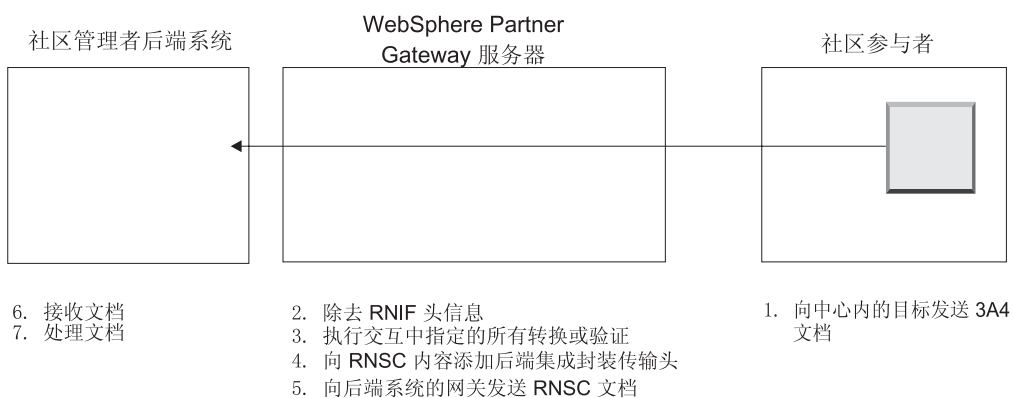 社区管理者后端系统
WebSphere Partner
Gateway 服务器
社区参与者
6. 接收文档
7. 处理文档
2. 除去 RNIF 头信息
3. 执行交互中指定的所有转换或验证
4. 向 RNSC 内容添加后端集成封装传输头
5. 向后端系统的网关发送 RNSC 文档
1. 向中心内的目标发送 3A4
文档